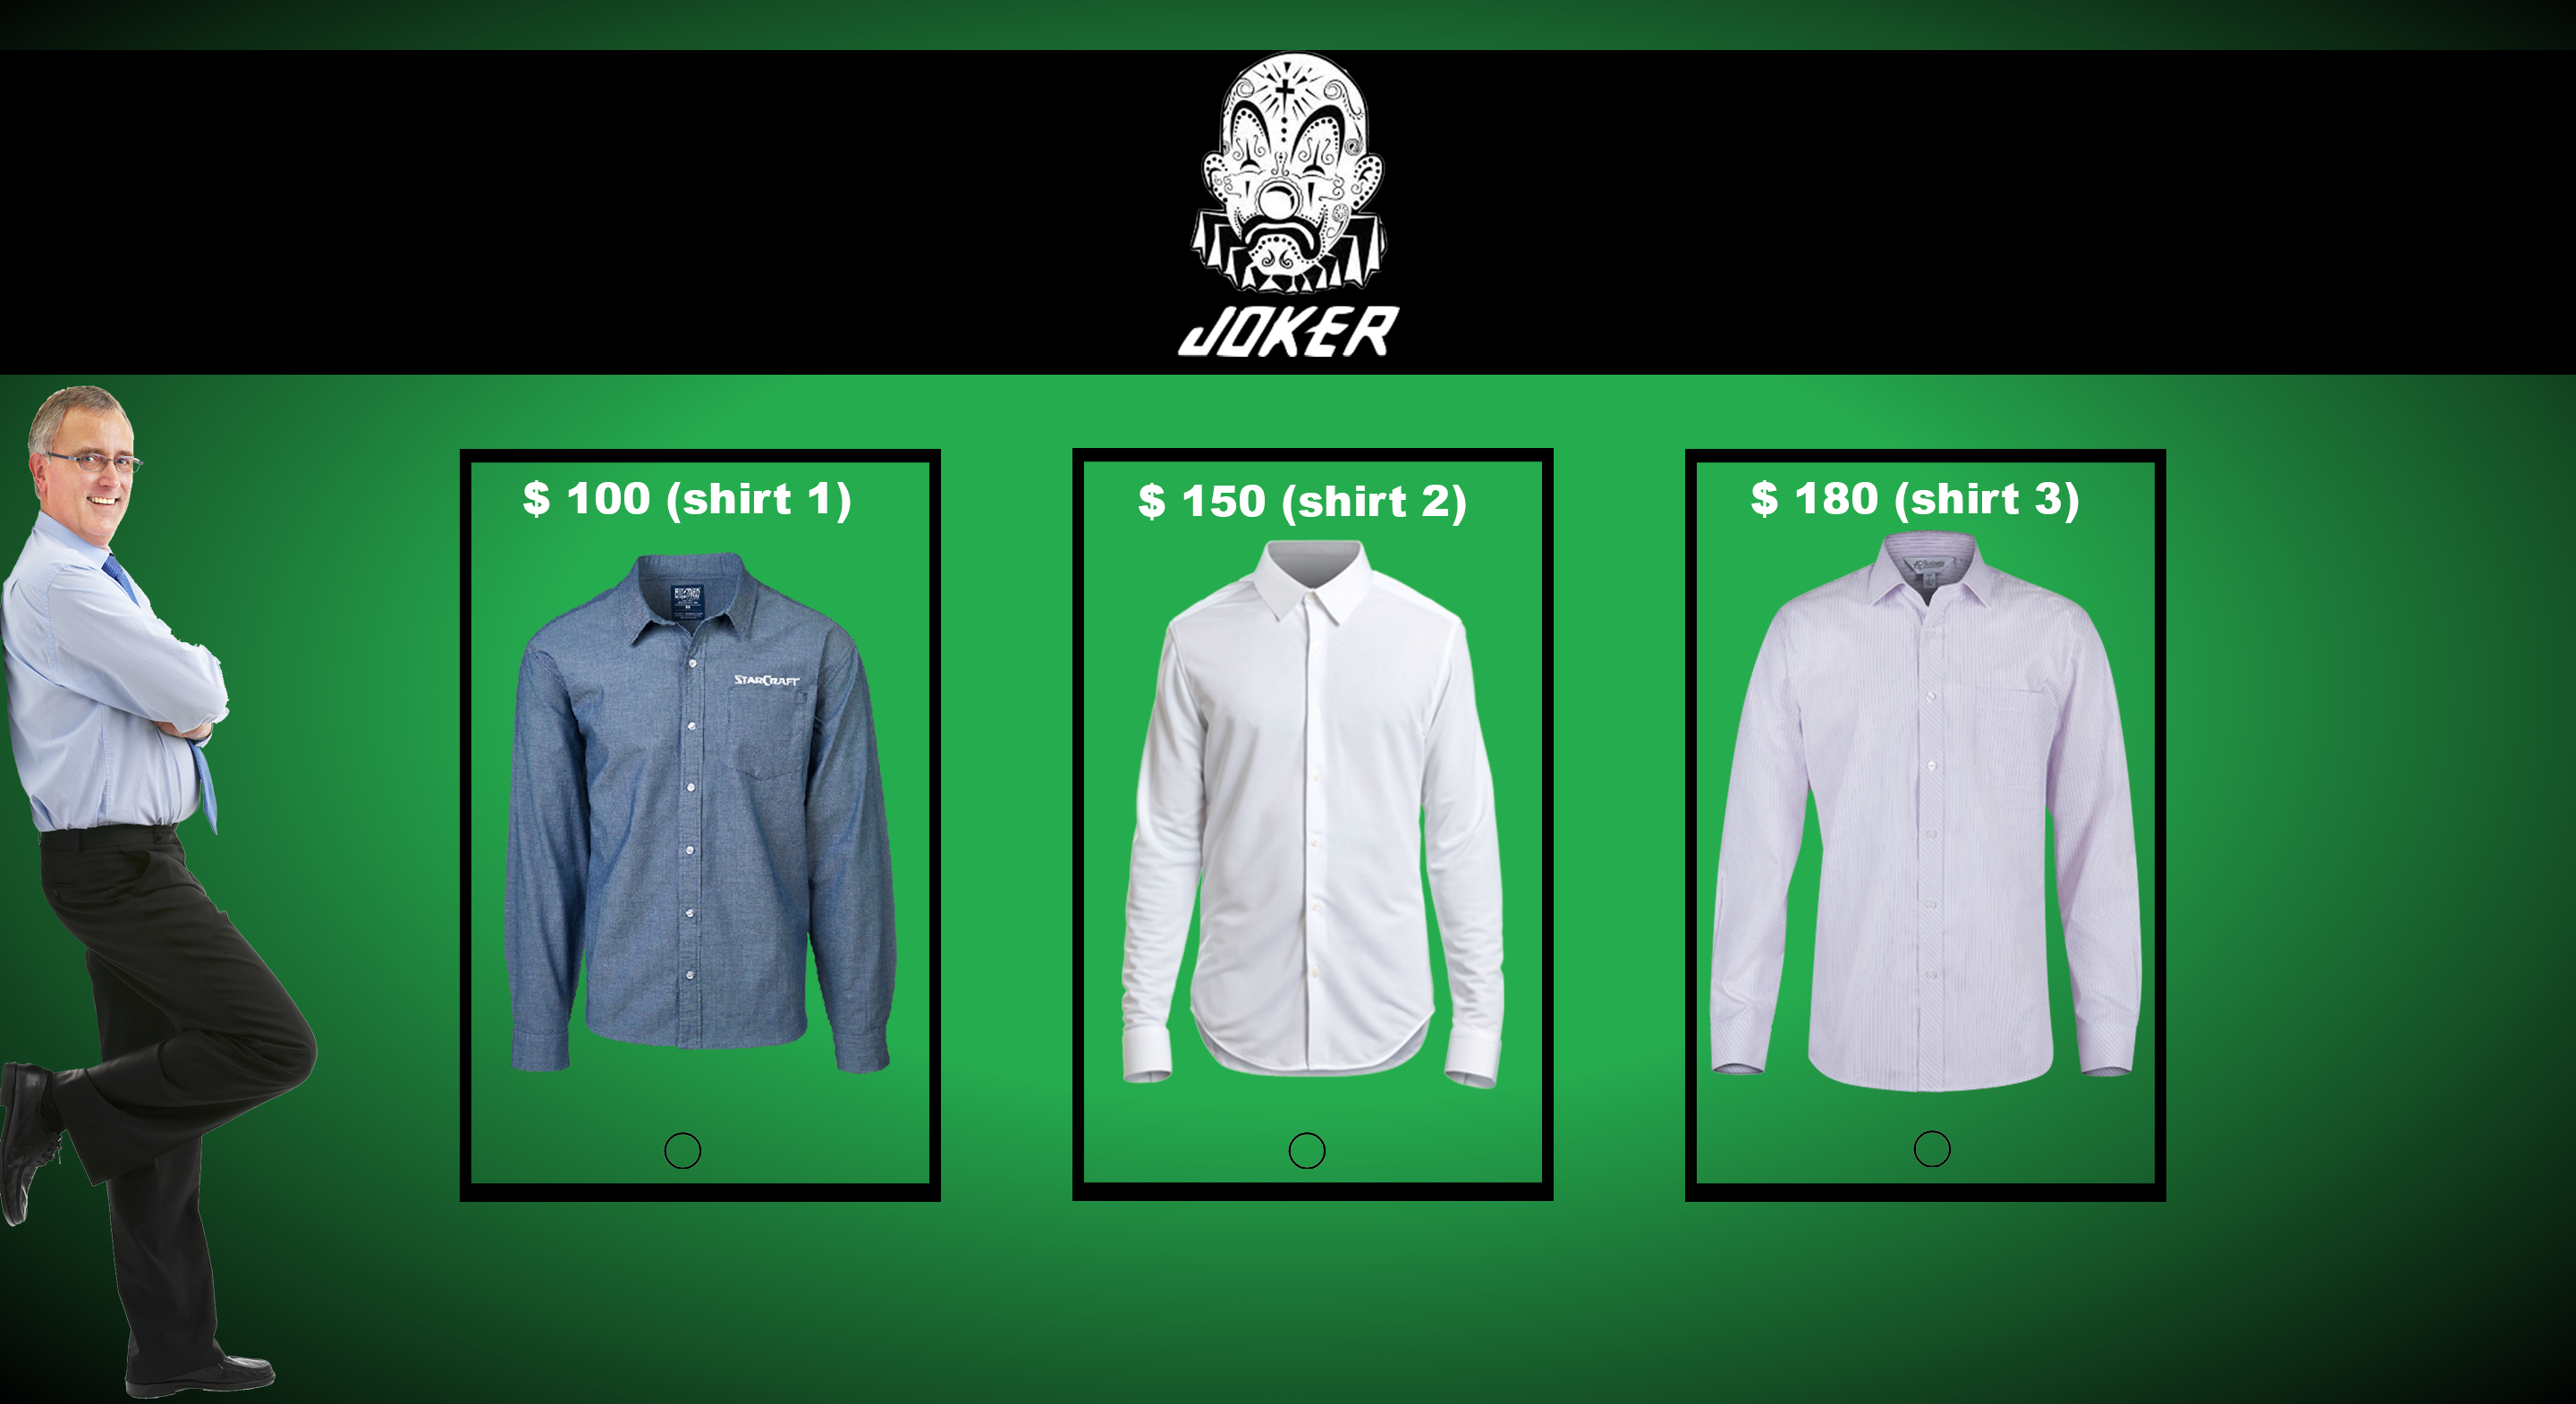 JOKER
$ 100 (shirt 1)
$ 150 (shirt 2)
$ 180 (shirt 3)
STARCRAFT